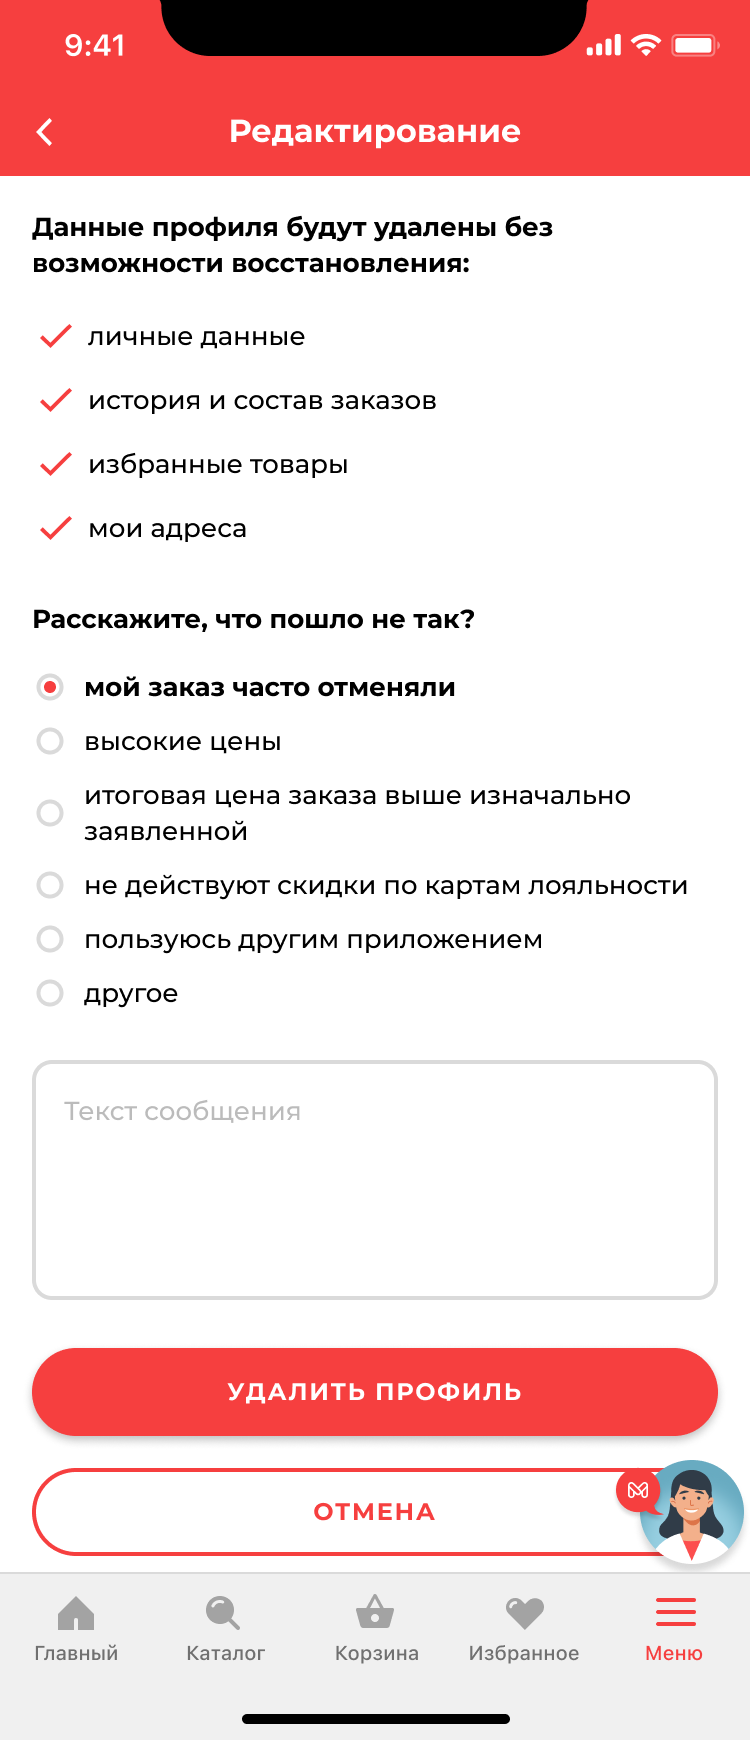 9:41
Редактирование
Данные профиля будут удалены без
возможности восстановления:
личные данные
история и состав заказов
избранные товары
мои адреса
Расскажите, что пошло не так?
мой заказ часто отменяли
высокие цены
итоговая цена заказа выше изначально
заявленной
не действуют скидки по картам лояльности
пользуюсь другим приложением
другое
Текст сообщения
УДАЛИТЬ ПРОФИЛЬ
ОТМЕНА
Главный Каталог Корзина Избранное Меню